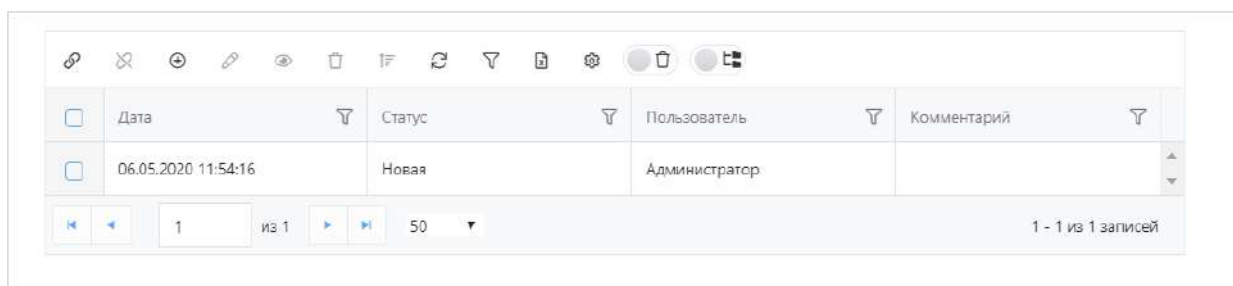 Дата Статус Пользователь Комментарий
06.05.2020 11:54:16 Новая Администратор
1 из 1 50 1 - 1 из 1 записей